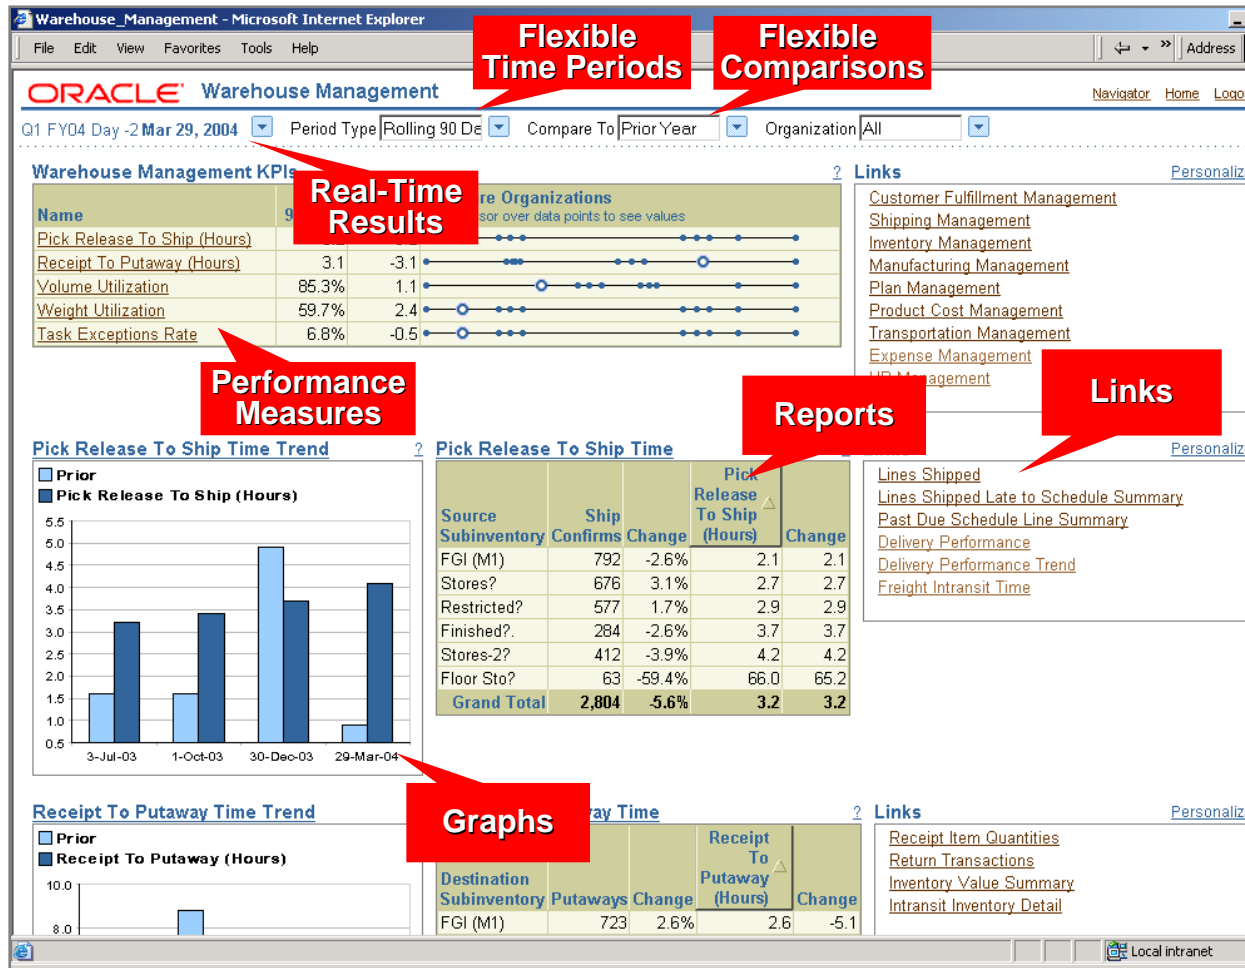 Warehouse_Management - Microsoft Internet Explorer
File Edit View Favorites Tools Help
Address
Flexible
Time Periods
Flexible
Comparisons
ORACLE Warehouse Management
Navigator Home Logo
Q1 FY04 Day -2 Mar 29, 2004 Period Type Rolling 90 Da Compare To Prior Year Organization All
Warehouse Management KPIs ?
Real-Time
Results
Name 9 re Organizations
sor over data points to see values
Pick Release To Ship (Hours)
Receipt To Putaway (Hours) 3.1 -3.1
Volume Utilization 85.3% 1.1
Weight Utilization 59.7% 2.4
Task Exceptions Rate 6.8% -0.5
Performance
Measures
Links Personaliz
Customer Fulfillment Management
Shipping Management
Inventory Management
Manufacturing Management
Plan Management
Product Cost Management
Transportation Management
Expense Management
Management
Links
Reports
Pick Release To Ship Time Trend ?
Prior
Pick Release To Ship (Hours)
5.5
5.0
4.5
4.0
3.5
3.0
2.5
2.0
1.5
1.0
0.5
3-Jul-03 1-Oct-03 30-Dec-03 29-Mar-04
Graphs
Pick Release To Ship Time
Source Subinventory Ship Confirms Change Pick Release To Ship (Hours) Change
FGI (M1) 792 -2.6% 2.1 2.1
Stores? 676 3.1% 2.7 2.7
Restricted? 577 1.7% 2.9 2.9
Finished?. 284 -2.6% 3.7 3.7
Stores-2? 412 -3.9% 4.2 4.2
Floor Sto? 63 -59.4% 66.0 65.2
Grand Total 2,804 -5.6% 3.2 3.2
Personaliz
Lines Shipped
Lines Shipped Late to Schedule Summary
Past Due Schedule Line Summary
Delivery Performance
Delivery Performance Trend
Freight Intransit Time
Receipt To Putaway Time Trend
Prior
Receipt To Putaway (Hours)
10.0
8.0
way Time ?
Destination Subinventory Putaways Change Receipt To Putaway (Hours) Change
FGI (M1) 723 2.6% 2.6 -5.1
Links Personaliz
Receipt Item Quantities
Return Transactions
Inventory Value Summary
Intransit Inventory Detail
Local intranet